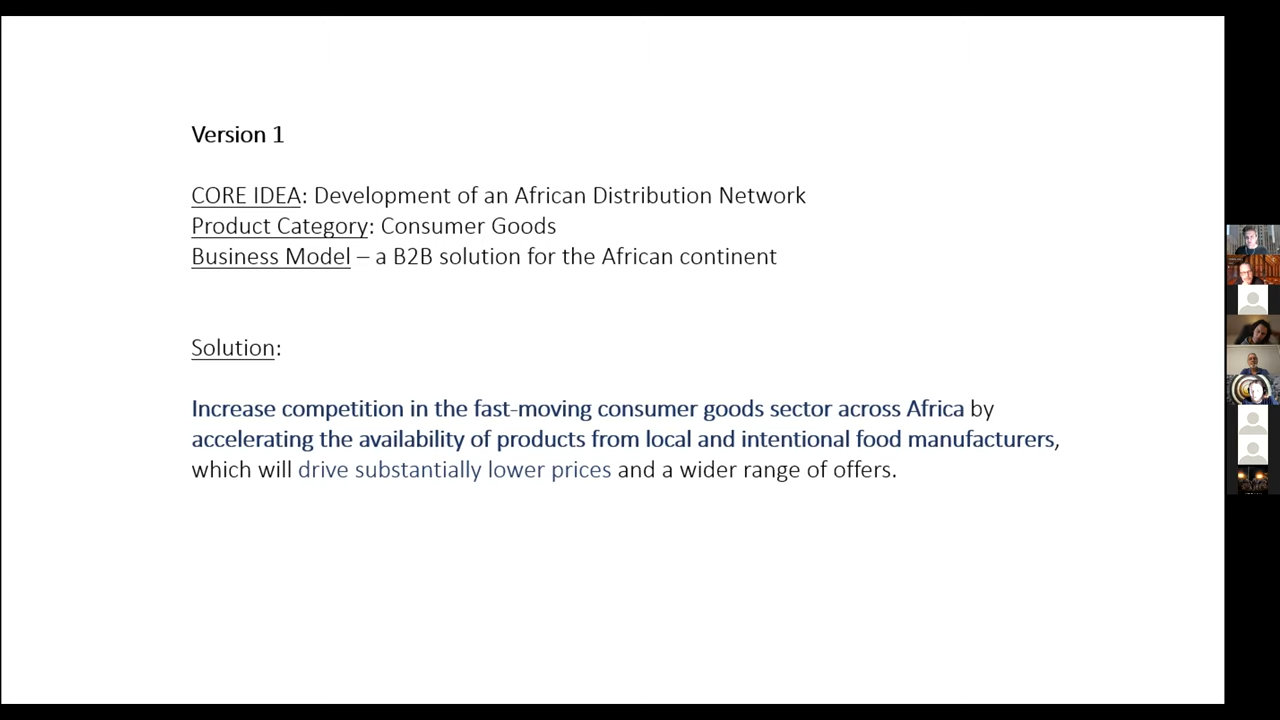 Version 1
CORE IDEA: Development of an African Distribution Network
Product Category: Consumer Goods
Business Model – a B2B solution for the African continent
Solution:
Increase competition in the fast-moving consumer goods sector across Africa by
accelerating the availability of products from local and intentional food manufacturers,
which will drive substantially lower prices and a wider range of offers.